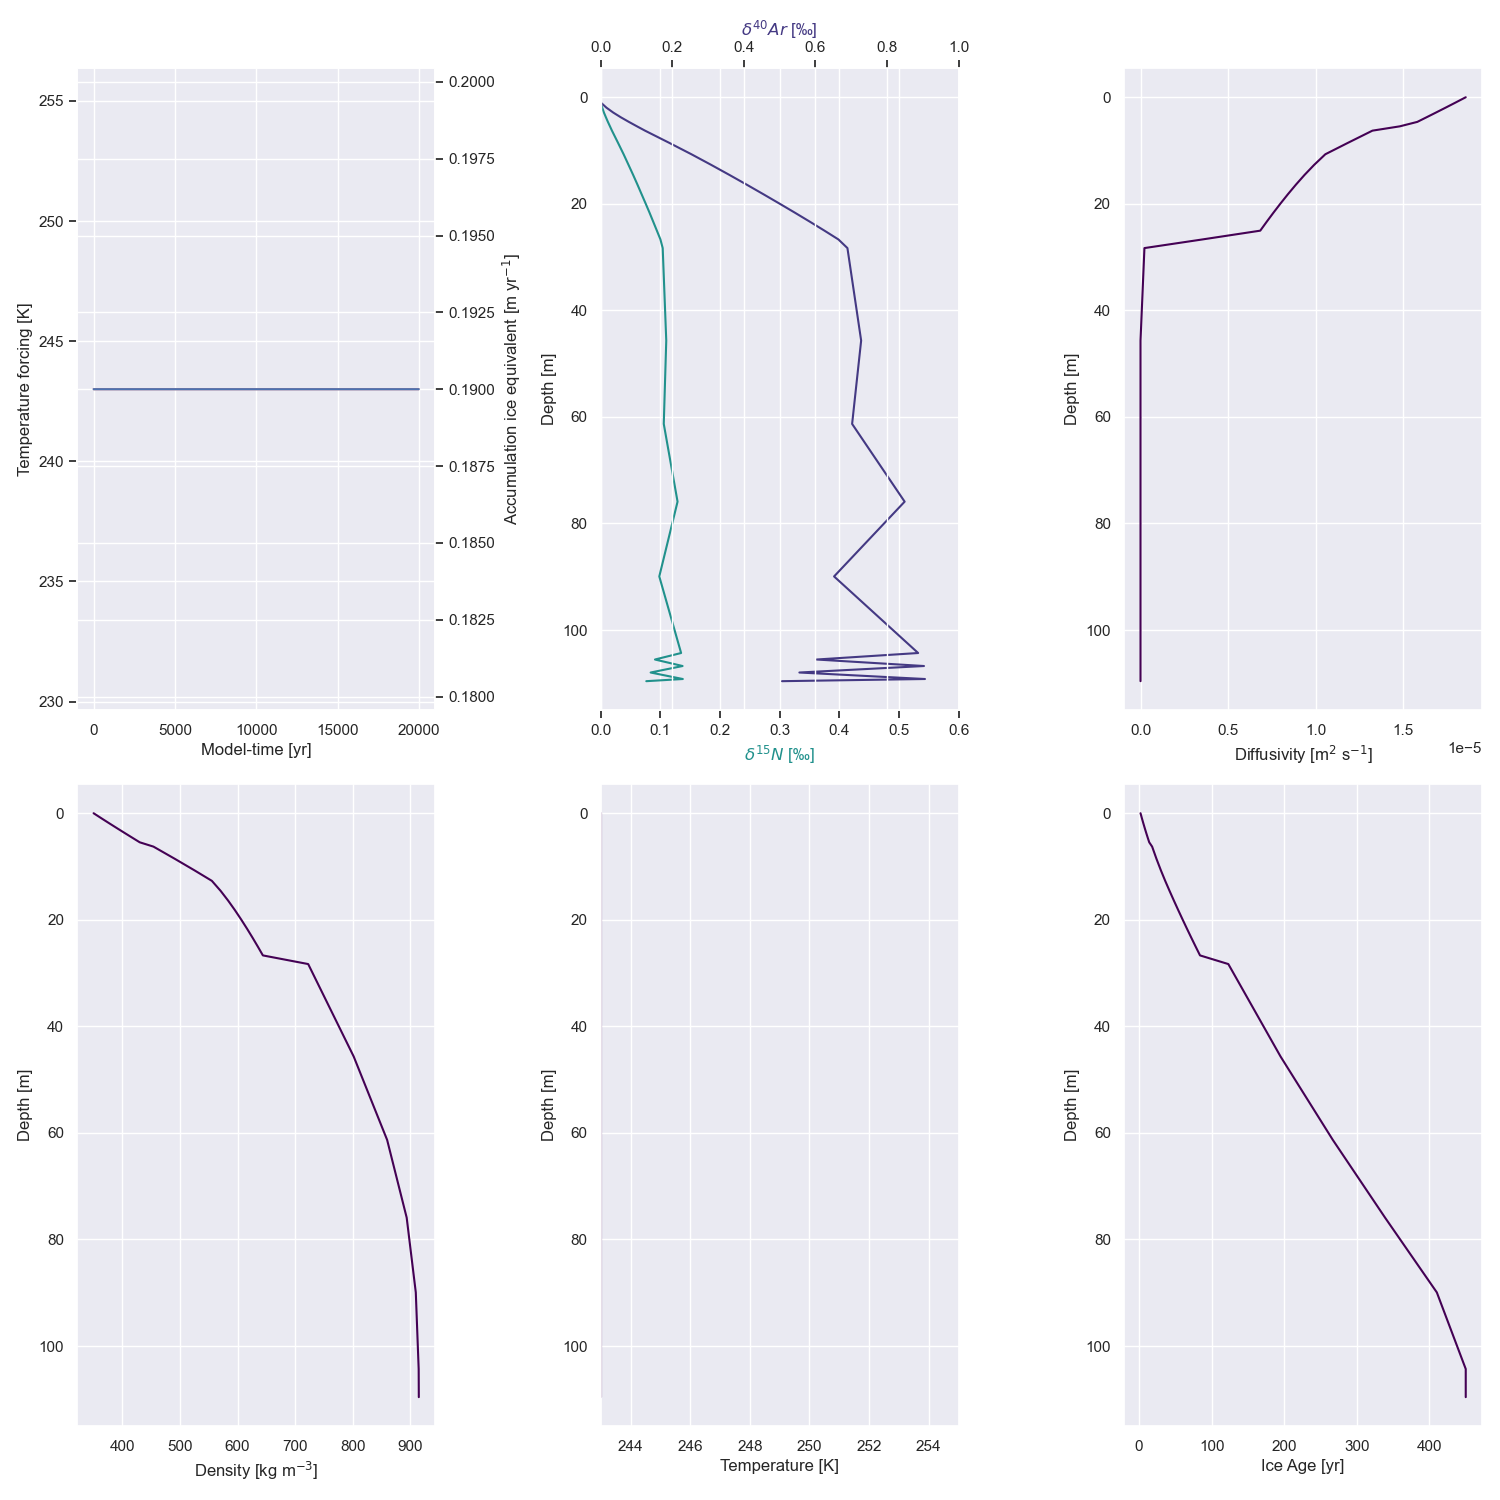 255
250
245
240
235
230
Temperature forcing [K]
0
5000
10000
15000
20000
Model-time [yr]
0.2000
0.1975
0.1950
0.1925
0.1900
0.1875
0.1850
0.1825
0.1800
Accumulation ice equivalent [m yr⁻¹]
δ⁴⁰Ar [‰]
0.0 0.2 0.4 0.6 0.8 1.0
0
20
40
60
80
100
Depth [m]
0.0 0.1 0.2 0.3 0.4 0.5 0.6
δ¹⁵N [‰]
0
20
40
60
80
100
Depth [m]
0.0 0.5 1.0 1.5
1e−5
Diffusivity [m² s⁻¹]
0
20
40
60
80
100
Depth [m]
400 500 600 700 800 900
Density [kg m⁻³]
0
20
40
60
80
100
Depth [m]
244 246 248 250 252 254
Temperature [K]
0
20
40
60
80
100
Depth [m]
0 100 200 300 400
Ice Age [yr]